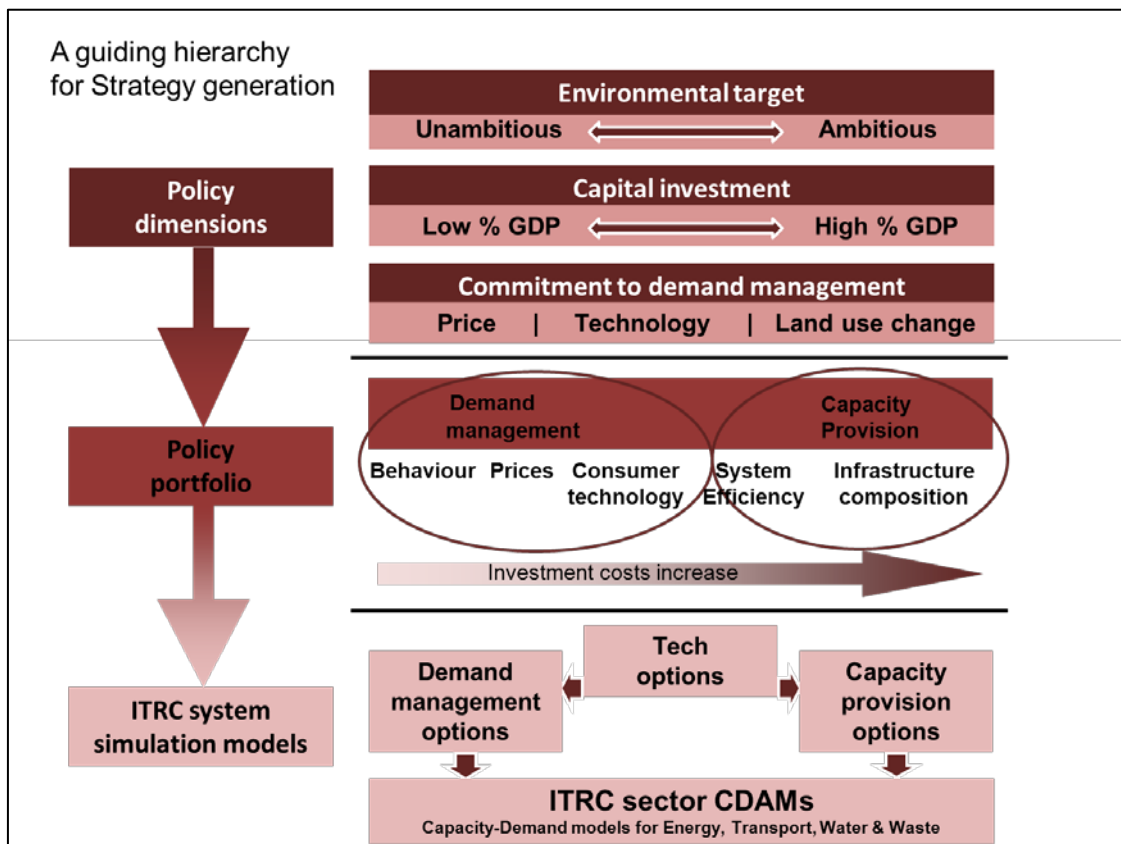 A guiding hierarchy
for Strategy generation
Environmental target
Unambitious Ambitious
Policy
dimensions
Capital investment
Low % GDP High % GDP
Commitment to demand management
Price | Technology | Land use change
Policy
portfolio
Demand
management
Capacity
Provision
Behaviour Prices Consumer
technology
System
Efficiency
Infrastructure
composition
Investment costs increase
ITRC system
simulation models
Tech
options
Demand
management
options
Capacity
provision
options
ITRC sector CDAMs
Capacity-Demand models for Energy, Transport, Water & Waste